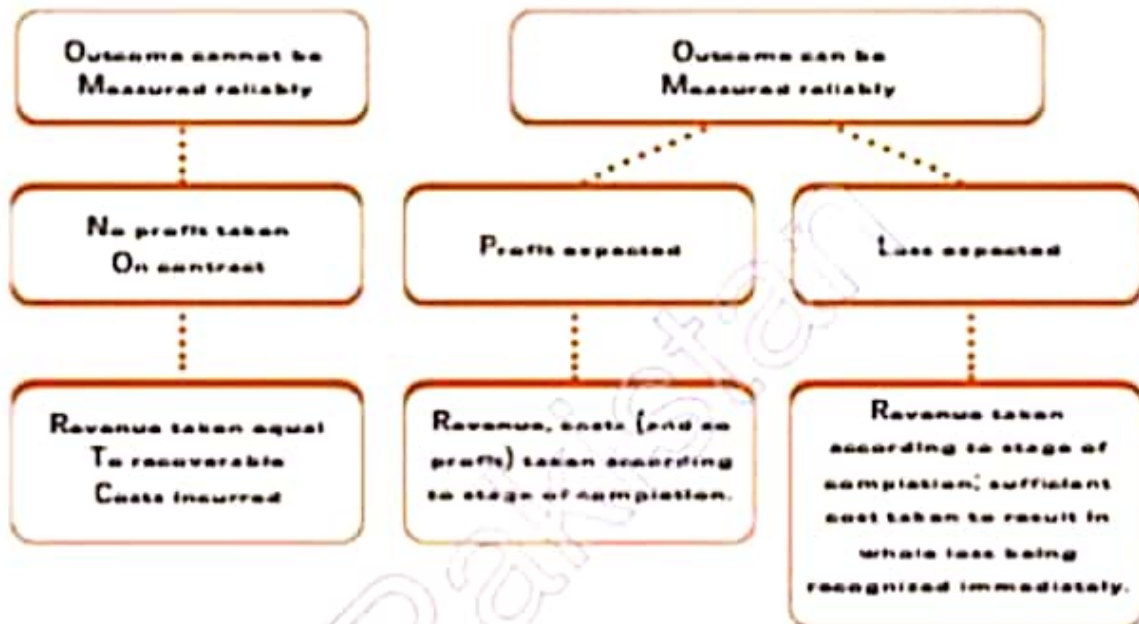 Outcome cannot be
Measured reliably
Outcome can be
Measured reliably
No profit taken
On contract
Profit expected
Loss expected
Revenue taken equal
To recoverable
Costs incurred
Revenue, costs (and so
profit) taken according
to stage of completion.
Revenue taken
according to stage of
completion; sufficient
cost taken to result in
whole loss being
recognized immediately.
Pakistan